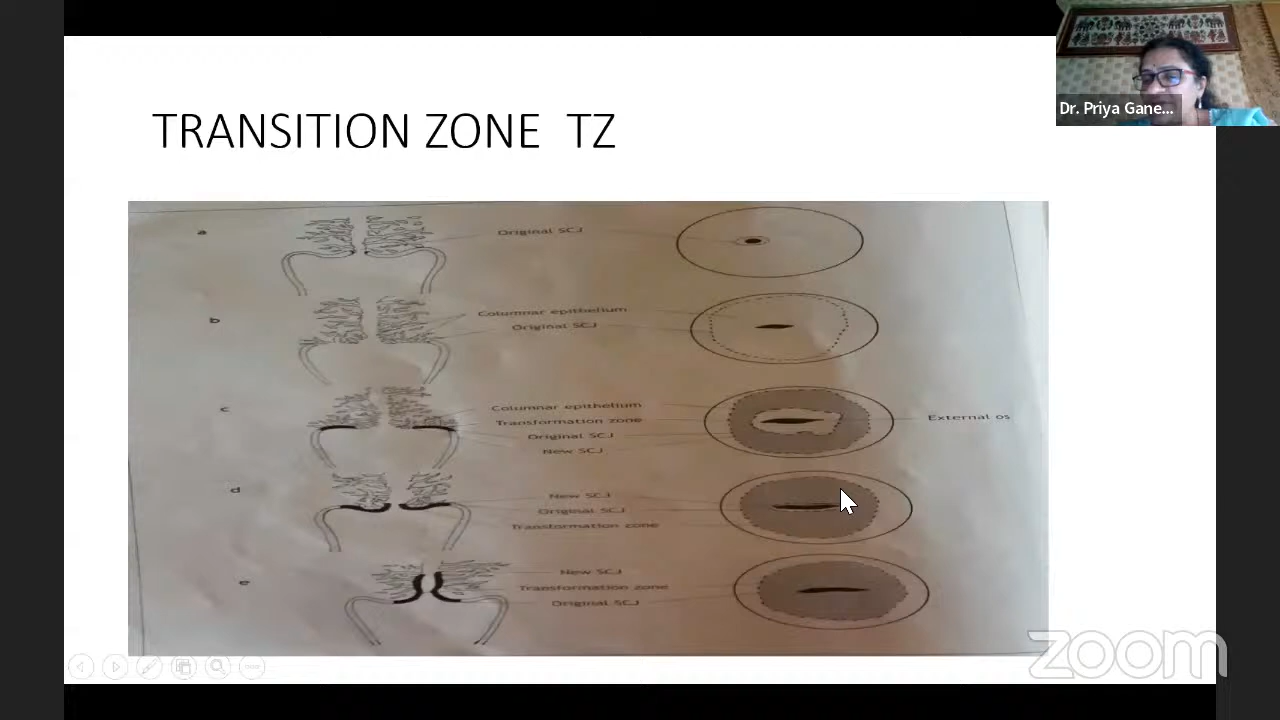 TRANSITION ZONE TZ
Dr. Priya Gane...
a
Original SCJ
b
Columnar epithelium
Original SCJ
c
Columnar epithelium
Transformation zone
Original SCJ
New SCJ
External os
d
New SCJ
Original SCJ
Transformation zone
e
New SCJ
Transformation zone
Original SCJ
zoom